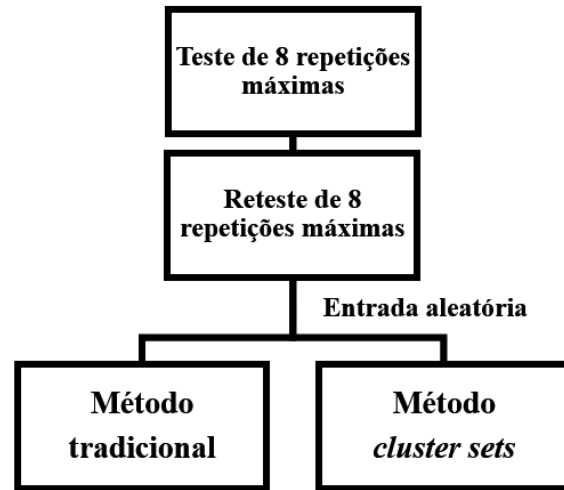 Teste de 8 repetições
máximas
Reteste de 8
repetições máximas
Entrada aleatória
Método
tradicional
Método
cluster sets